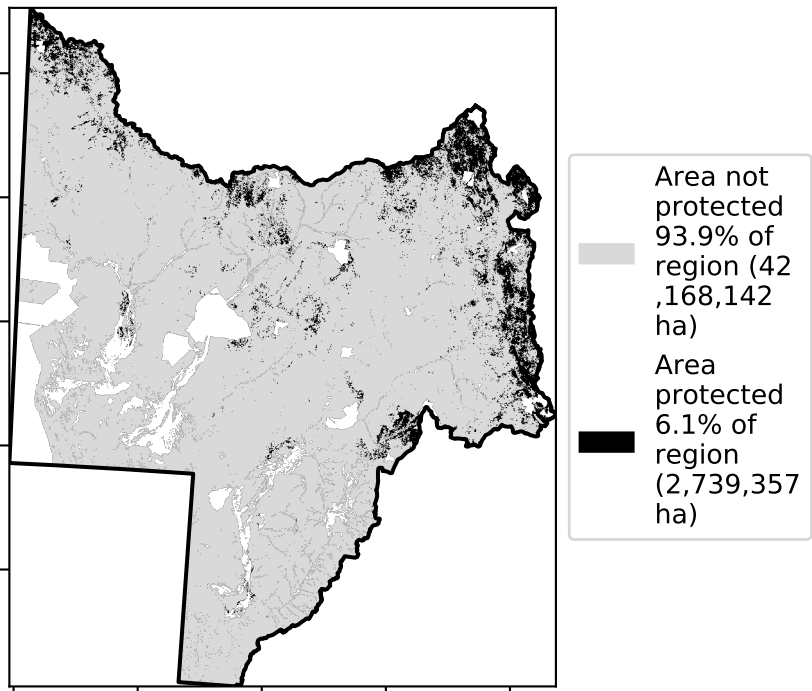 Area not
protected
93.9% of
region (42
,168,142
ha)
Area
protected
6.1% of
region
(2,739,357
ha)